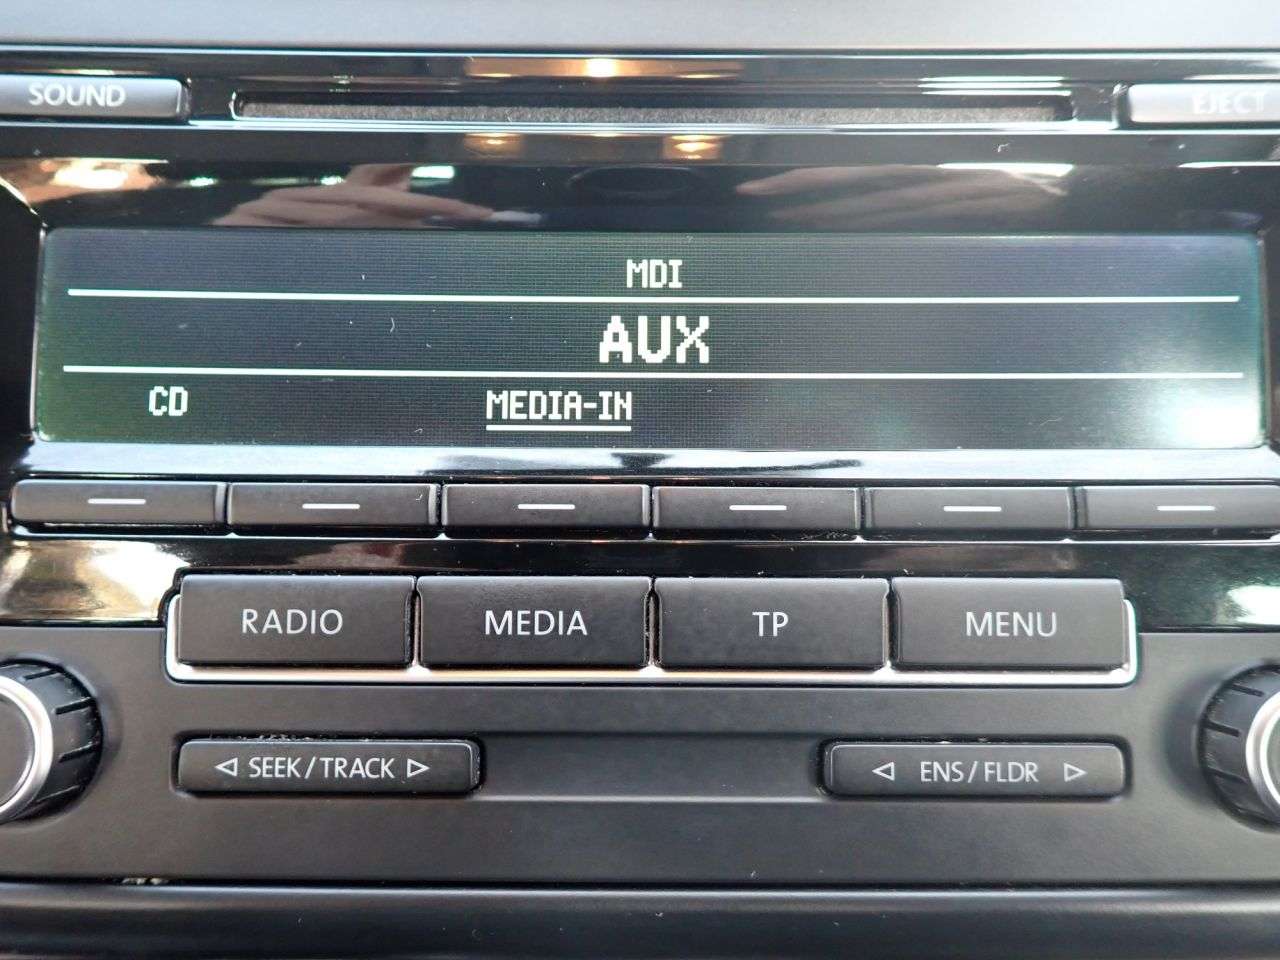 SOUND EJECT
MDI
AUX
CD MEDIA-IN
RADIO MEDIA TP MENU
◁ SEEK/TRACK ▷ ◁ ENS/FLDR ▷